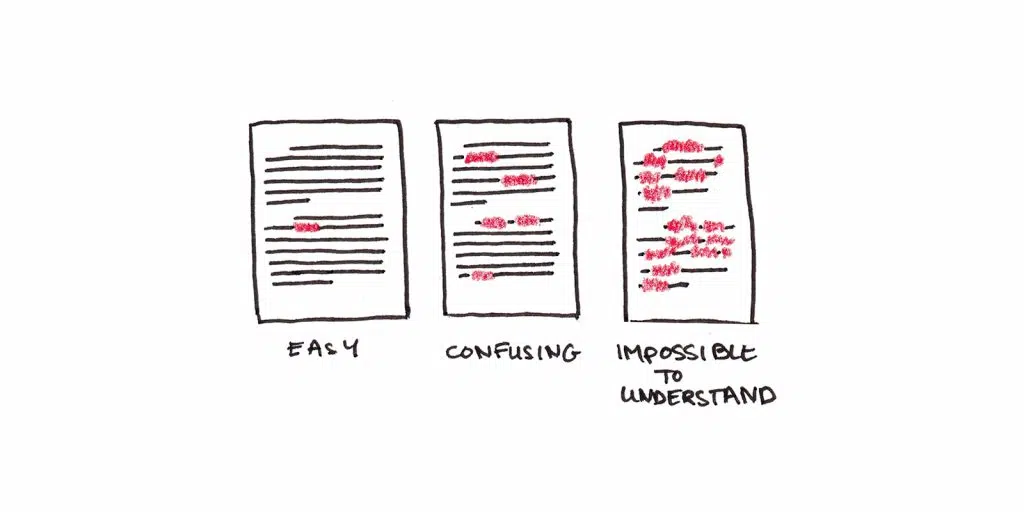 EASY
CONFUSING
IMPOSSIBLE
TO
UNDERSTAND